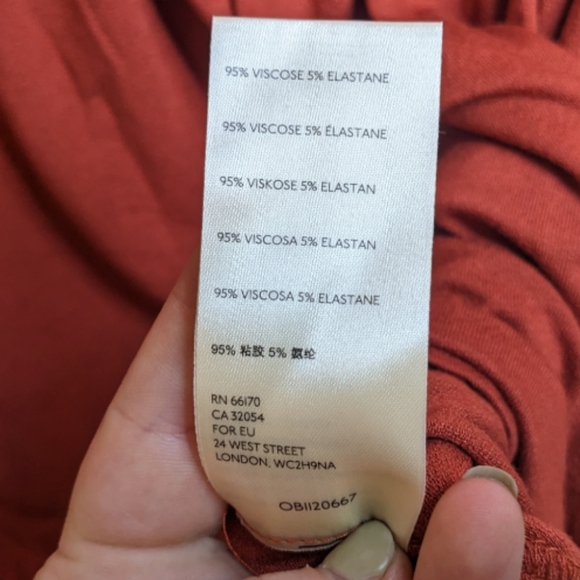 95% VISCOSE 5% ELASTANE
95% VISCOSE 5% ÉLASTANE
95% VISKOSE 5% ELASTAN
95% VISCOSA 5% ELASTAN
95% VISCOSA 5% ELASTANE
95% 粘胶 5% 氨纶
RN 66170
CA 32054
FOR EU
24 WEST STREET
LONDON, WC2H9NA
OB1120667